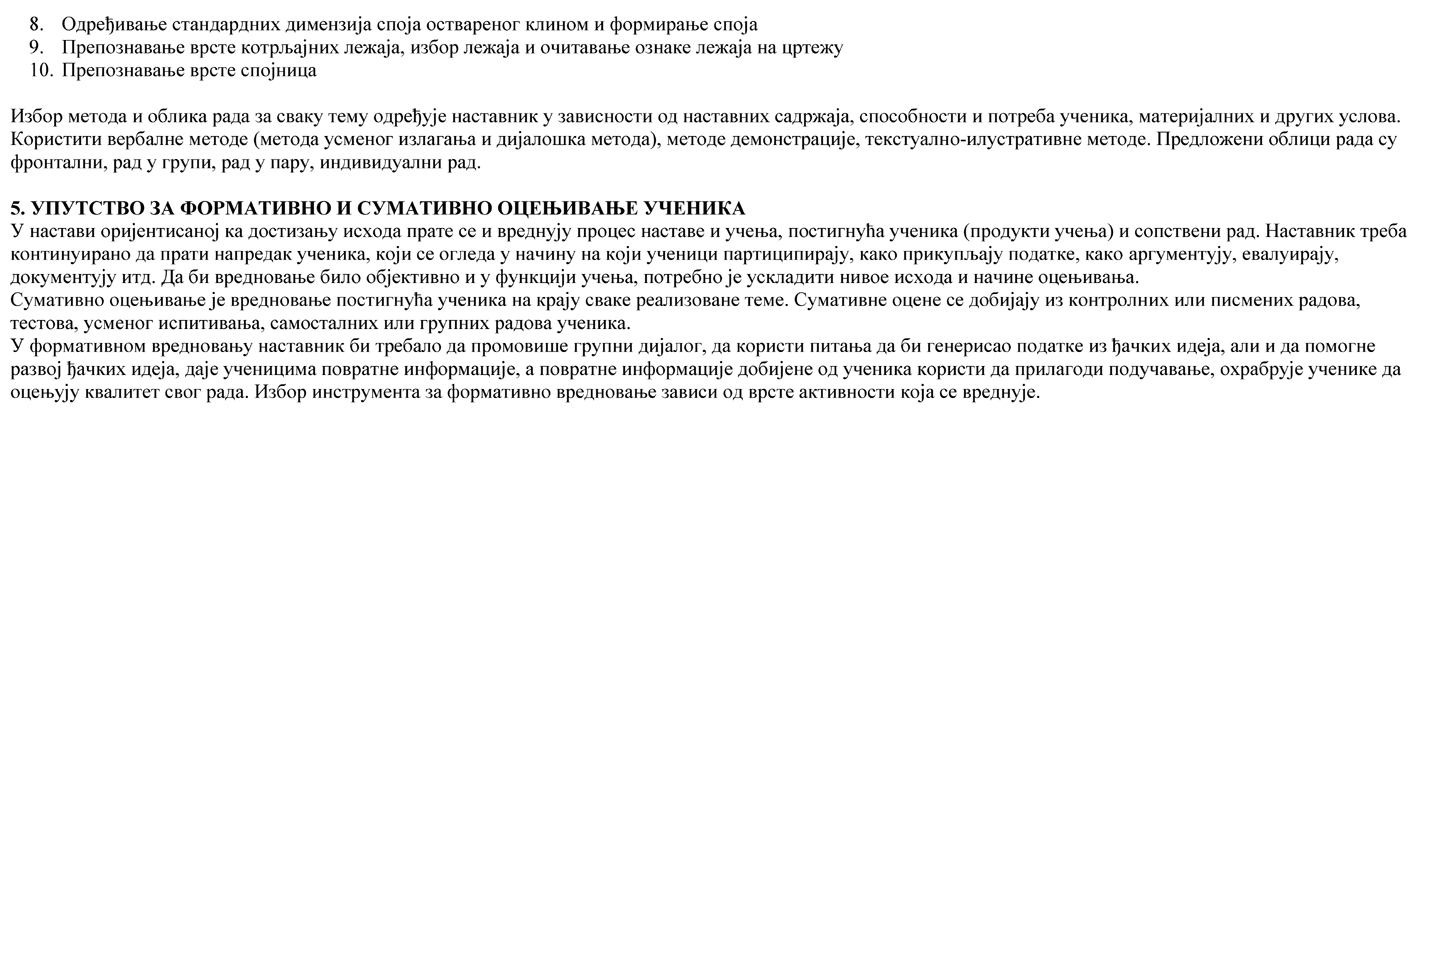 8. Одређивање стандардних димензија споја оствареног клином и формирање споја
9. Препознавање врсте котрљајних лежаја, избор лежаја и очитавање ознаке лежаја на цртежу
10. Препознавање врсте спојница
Избор метода и облика рада за сваку тему одређује наставник у зависности од наставних садржаја, способности и потреба ученика, материјалних и других услова.
Користити вербалне методе (метода усменог излагања и дијалошка метода), методе демонстрације, текстуално-илустративне методе. Предложени облици рада су
фронтални, рад у групи, рад у пару, индивидуални рад.
5. УПУТСТВО ЗА ФОРМАТИВНО И СУМАТИВНО ОЦЕЊИВАЊЕ УЧЕНИКА
У настави оријентисаној ка достизању исхода прате се и вреднују процес наставе и учења, постигнућа ученика (продукти учења) и сопствени рад. Наставник треба
континуирано да прати напредак ученика, који се огледа у начину на који ученици партиципирају, како прикупљају податке, како аргументују, евалуирају,
документују итд. Да би вредновање било објективно и у функцији учења, потребно је ускладити нивое исхода и начине оцењивања.
Сумативно оцењивање је вредновање постигнућа ученика на крају сваке реализоване теме. Сумативне оцене се добијају из контролних или писмених радова,
тестова, усменог испитивања, самосталних или групних радова ученика.
У формативном вредновању наставник би требало да промовише групни дијалог, да користи питања да би генерисао податке из ђачких идеја, али и да помогне
развој ђачких идеја, даје ученицима повратне информације, а повратне информације добијене од ученика користи да прилагоди подучавање, охрабрује ученике да
оцењују квалитет свог рада. Избор инструмента за формативно вредновање зависи од врсте активности која се вреднује.